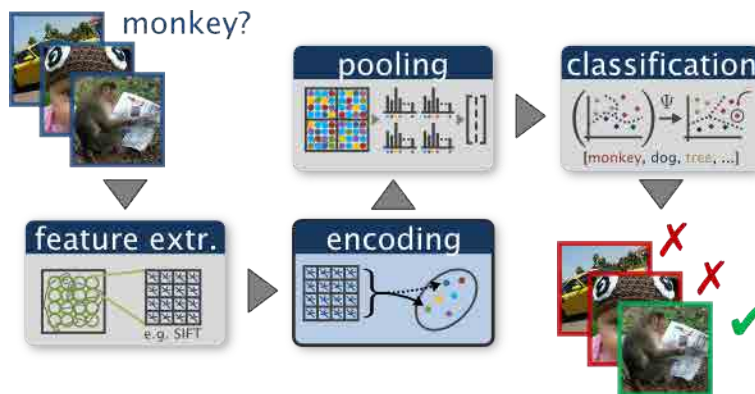 monkey?
feature extr.
e.g. SIFT
encoding
pooling
classification
Ψ
[monkey, dog, tree, ...]